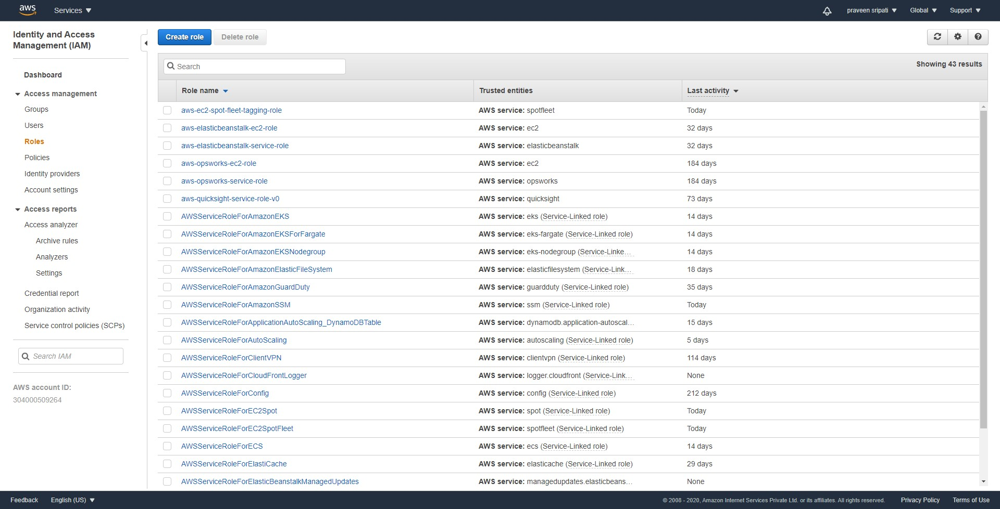 aws Services praveen sripati Global Support
Identity and Access
Management (IAM)
Dashboard
Access management
Groups
Users
Roles
Policies
Identity providers
Account settings
Access reports
Access analyzer
Archive rules
Analyzers
Settings
Credential report
Organization activity
Service control policies (SCPs)
Search IAM
AWS account ID:
304000509264
Create role Delete role
Search Showing 43 results
Role name Trusted entities Last activity
aws-ec2-spot-fleet-tagging-role AWS service: spotfleet Today
aws-elasticbeanstalk-ec2-role AWS service: ec2 32 days
aws-elasticbeanstalk-service-role AWS service: elasticbeanstalk 32 days
aws-opsworks-ec2-role AWS service: ec2 184 days
aws-opsworks-service-role AWS service: opsworks 184 days
aws-quicksight-service-role-v0 AWS service: quicksight 73 days
AWSServiceRoleForAmazonEKS AWS service: eks (Service-Linked role) 14 days
AWSServiceRoleForAmazonEKSForFargate AWS service: eks-fargate (Service-Linked role) 14 days
AWSServiceRoleForAmazonEKSNodegroup AWS service: eks-nodegroup (Service-Linke... 14 days
AWSServiceRoleForAmazonElasticFileSystem AWS service: elasticfilesystem (Service-Link... 18 days
AWSServiceRoleForAmazonGuardDuty AWS service: guardduty (Service-Linked role) 35 days
AWSServiceRoleForAmazonSSM AWS service: ssm (Service-Linked role) Today
AWSServiceRoleForApplicationAutoScaling_DynamoDBTable AWS service: dynamodb.application-autoscal... 15 days
AWSServiceRoleForAutoScaling AWS service: autoscaling (Service-Linked role) 5 days
AWSServiceRoleForClientVPN AWS service: clientvpn (Service-Linked role) 114 days
AWSServiceRoleForCloudFrontLogger AWS service: logger.cloudfront (Service-Link... None
AWSServiceRoleForConfig AWS service: config (Service-Linked role) 212 days
AWSServiceRoleForEC2Spot AWS service: spot (Service-Linked role) Today
AWSServiceRoleForEC2SpotFleet AWS service: spotfleet (Service-Linked role) Today
AWSServiceRoleForECS AWS service: ecs (Service-Linked role) 14 days
AWSServiceRoleForElastiCache AWS service: elasticache (Service-Linked role) 29 days
AWSServiceRoleForElasticBeanstalkManagedUpdates AWS service: managedupdates.elasticbeans... None
Feedback English (US) © 2008 - 2020, Amazon Internet Services Private Ltd. or its affiliates. All rights reserved. Privacy Policy Terms of Use